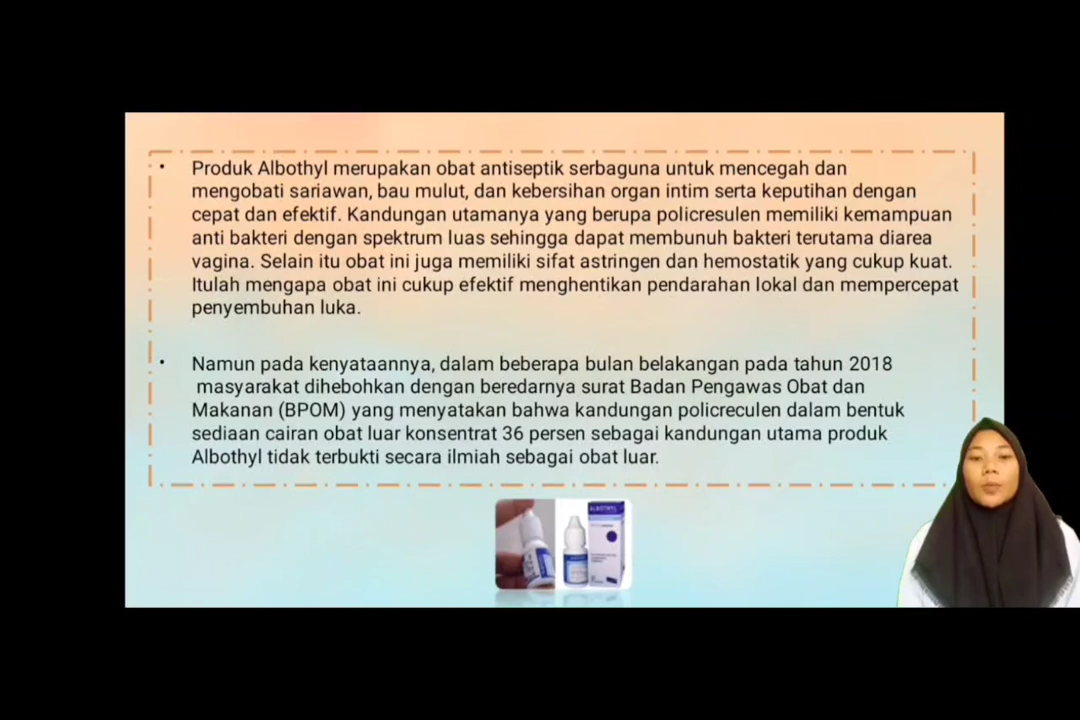 • Produk Albothyl merupakan obat antiseptik serbaguna untuk mencegah dan
mengobati sariawan, bau mulut, dan kebersihan organ intim serta keputihan dengan
cepat dan efektif. Kandungan utamanya yang berupa policresulen memiliki kemampuan
anti bakteri dengan spektrum luas sehingga dapat membunuh bakteri terutama diarea
vagina. Selain itu obat ini juga memiliki sifat astringen dan hemostatik yang cukup kuat.
Itulah mengapa obat ini cukup efektif menghentikan pendarahan lokal dan mempercepat
penyembuhan luka.
• Namun pada kenyataannya, dalam beberapa bulan belakangan pada tahun 2018
masyarakat dihebohkan dengan beredarnya surat Badan Pengawas Obat dan
Makanan (BPOM) yang menyatakan bahwa kandungan policreculen dalam bentuk
sediaan cairan obat luar konsentrat 36 persen sebagai kandungan utama produk
Albothyl tidak terbukti secara ilmiah sebagai obat luar.
ALBOTHYL